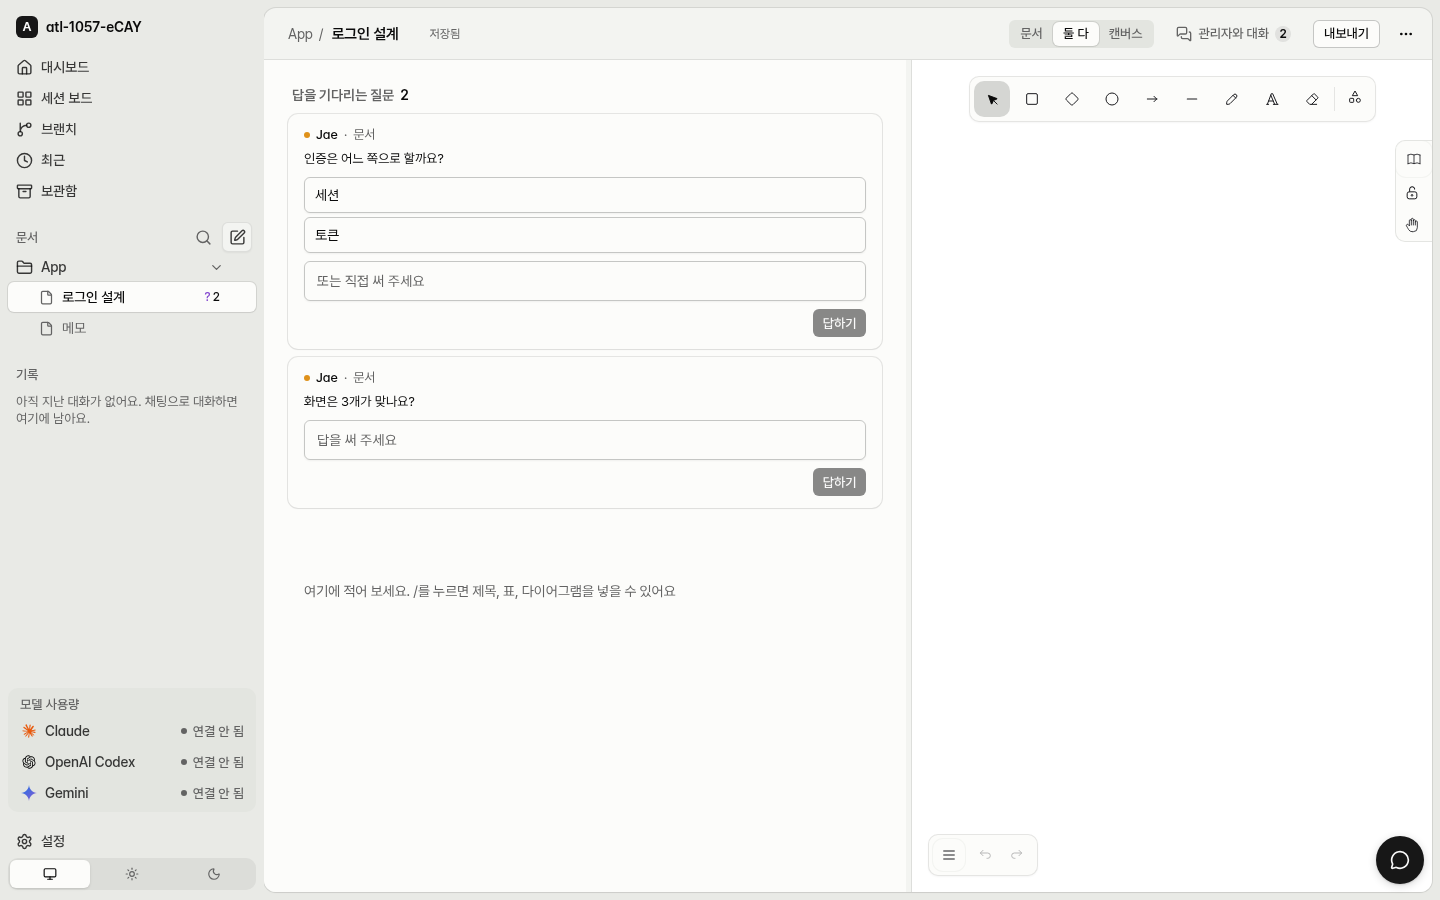 A atl-1057-eCAY
대시보드
세션 보드
브랜치
최근
보관함
문서
App
로그인 설계 ? 2
메모
기록
아직 지난 대화가 없어요. 채팅으로 대화하면
여기에 남아요.
모델 사용량
Claude 연결 안 됨
OpenAI Codex 연결 안 됨
Gemini 연결 안 됨
설정
App / 로그인 설계 저장됨
문서 둘 다 캔버스 관리자와 대화 2 내보내기
답을 기다리는 질문 2
Jae · 문서
인증은 어느 쪽으로 할까요?
세션
토큰
또는 직접 써 주세요
답하기
Jae · 문서
화면은 3개가 맞나요?
답을 써 주세요
답하기
여기에 적어 보세요. /를 누르면 제목, 표, 다이어그램을 넣을 수 있어요